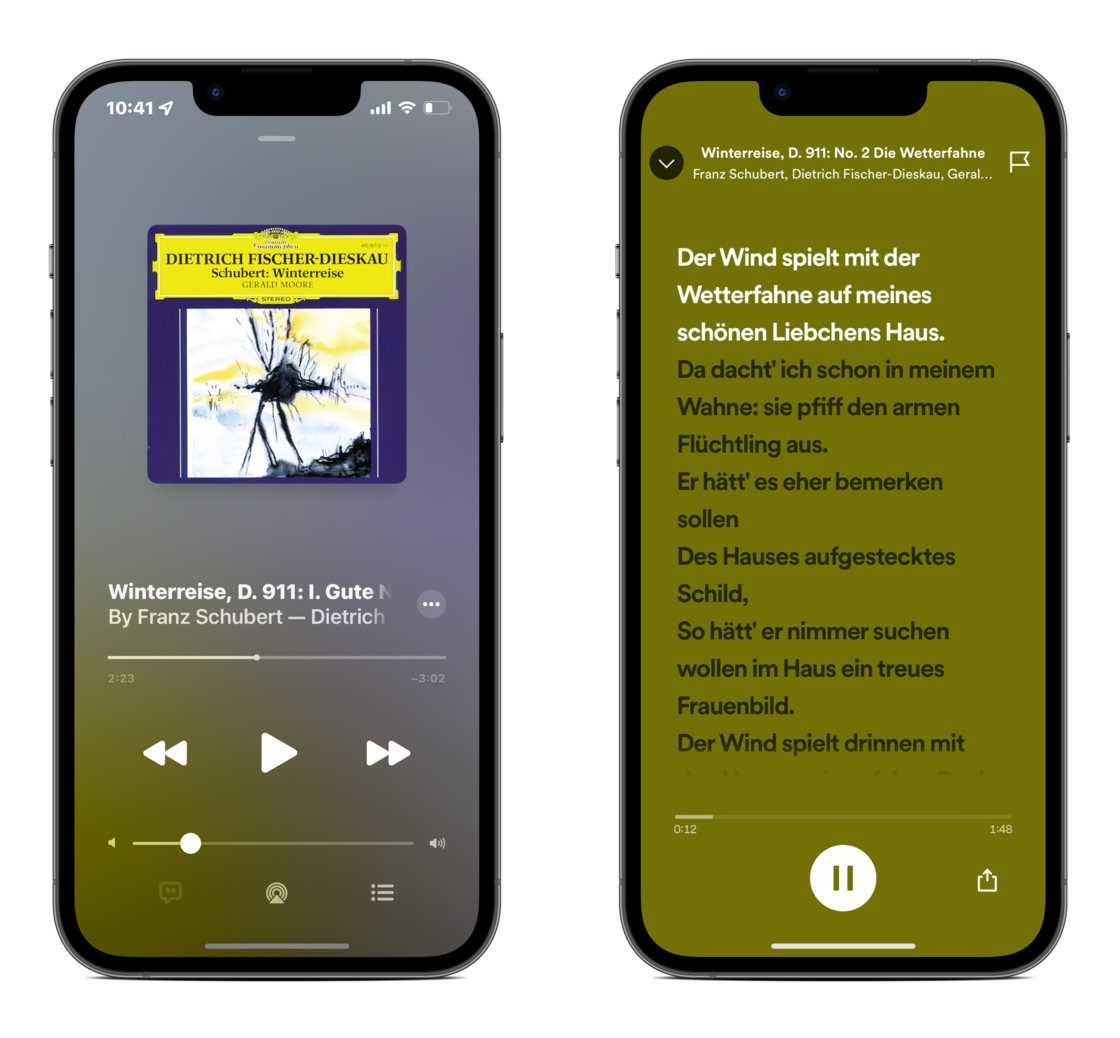 10:41
Deutsche
Grammophon
DIETRICH FISCHER-DIESKAU
Schubert: Winterreise
GERALD MOORE
STEREO
Winterreise, D. 911: I. Gute N
By Franz Schubert — Dietrich
2:23
−3:02
Winterreise, D. 911: No. 2 Die Wetterfahne
Franz Schubert, Dietrich Fischer-Dieskau, Geral...
Der Wind spielt mit der
Wetterfahne auf meines
schönen Liebchens Haus.
Da dacht' ich schon in meinem
Wahne: sie pfiff den armen
Flüchtling aus.
Er hätt' es eher bemerken
sollen
Des Hauses aufgestecktes
Schild,
So hätt' er nimmer suchen
wollen im Haus ein treues
Frauenbild.
Der Wind spielt drinnen mit
0:12
1:48